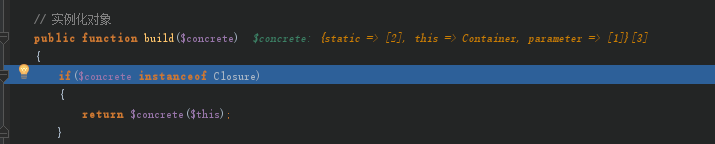 // 实例化对象
public function build($concrete)  $concrete: {static => [2], this => Container, parameter => [1]}[3]
{
if($concrete instanceof Closure)
{
return $concrete($this);
}